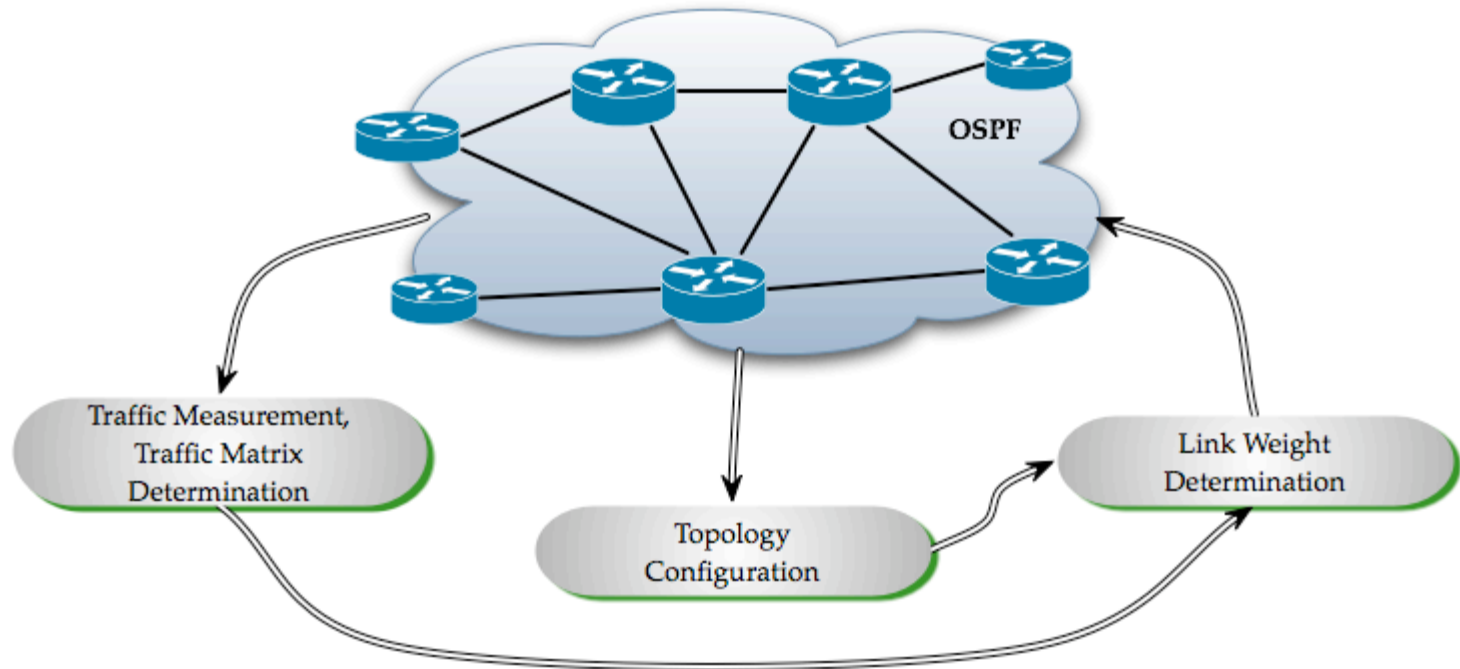 OSPF
Traffic Measurement,
Traffic Matrix
Determination
Topology
Configuration
Link Weight
Determination